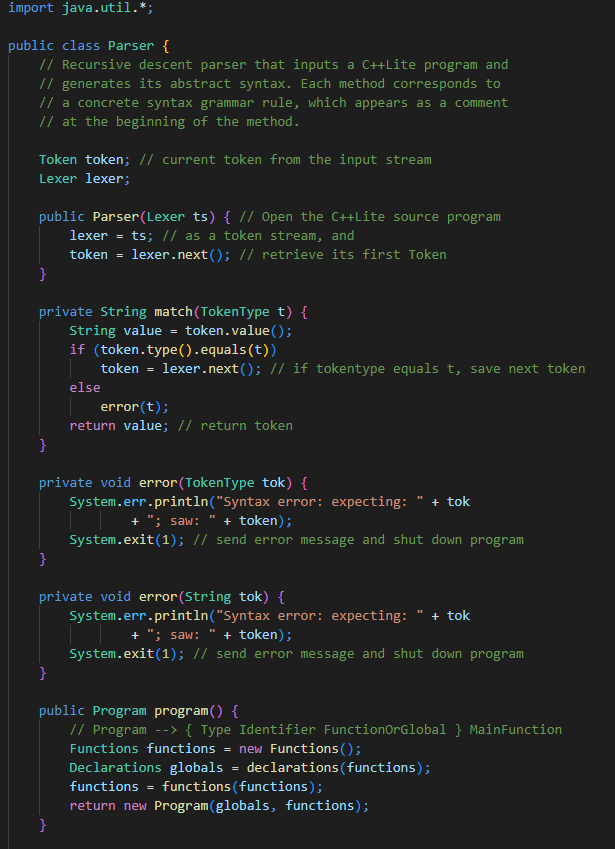 import java.util.*;

public class Parser {
    // Recursive descent parser that inputs a C++Lite program and
    // generates its abstract syntax. Each method corresponds to
    // a concrete syntax grammar rule, which appears as a comment
    // at the beginning of the method.

    Token token; // current token from the input stream
    Lexer lexer;

    public Parser(Lexer ts) { // Open the C++Lite source program
        lexer = ts; // as a token stream, and
        token = lexer.next(); // retrieve its first Token
    }

    private String match(TokenType t) {
        String value = token.value();
        if (token.type().equals(t))
            token = lexer.next(); // if tokentype equals t, save next token
        else
            error(t);
        return value; // return token
    }

    private void error(TokenType tok) {
        System.err.println("Syntax error: expecting: " + tok
                + "; saw: " + token);
        System.exit(1); // send error message and shut down program
    }

    private void error(String tok) {
        System.err.println("Syntax error: expecting: " + tok
                + "; saw: " + token);
        System.exit(1); // send error message and shut down program
    }

    public Program program() {
        // Program --> { Type Identifier FunctionOrGlobal } MainFunction
        Functions functions = new Functions();
        Declarations globals = declarations(functions);
        functions = functions(functions);
        return new Program(globals, functions);
    }